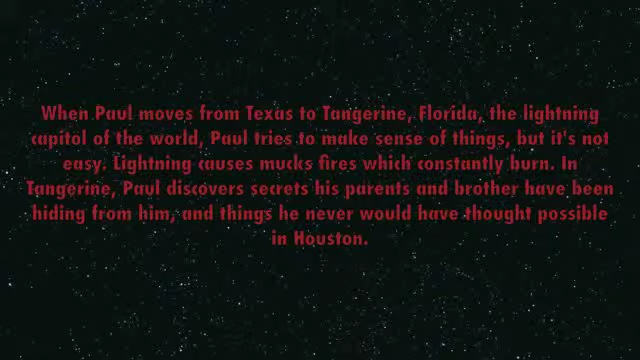 When Paul moves from Texas to Tangerine, Florida, the lightning
capitol of the world, Paul tries to make sense of things, but it's not
easy. Lightning causes mucks fires which constantly burn. In
Tangerine, Paul discovers secrets his parents and brother have been
hiding from him, and things he never would have thought possible
in Houston.